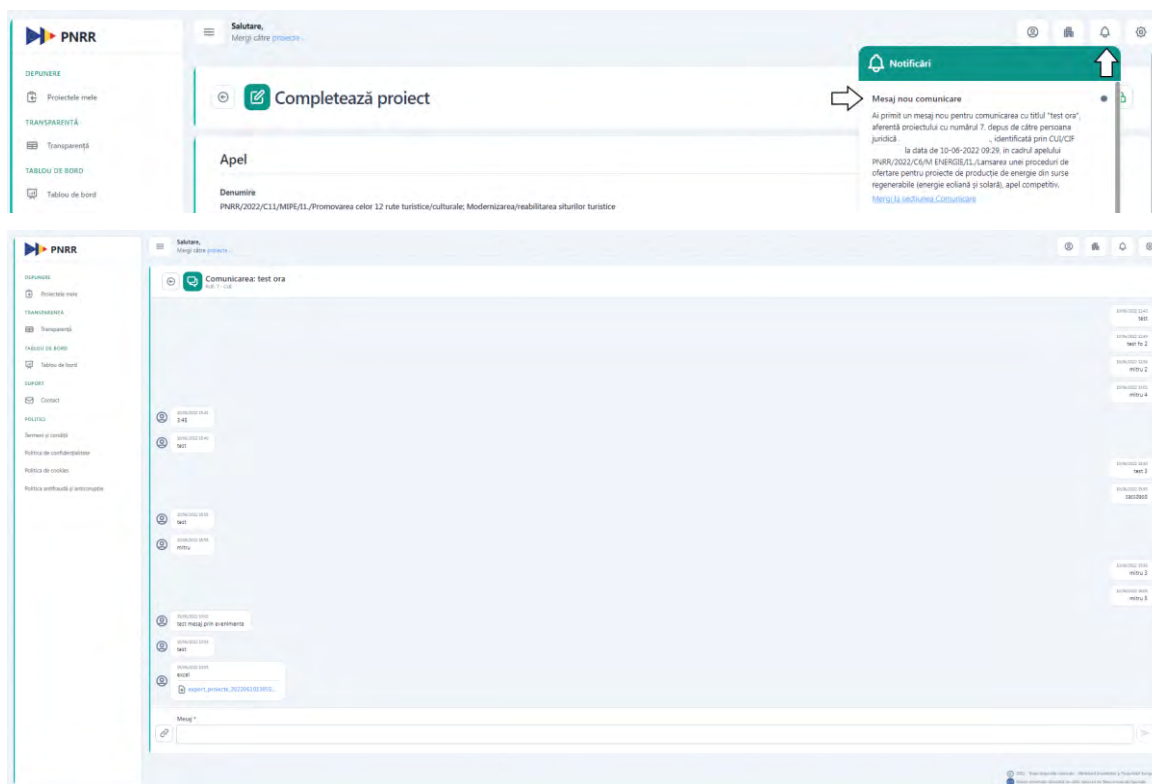 PNRR
Salutare,
Mergi către proiecte
DEPUNERE
Proiectele mele
TRANSPARENȚĂ
Transparență
TABLOU DE BORD
Tablou de bord
Completează proiect
Apel
Denumire
PNRR/2022/C11/MIPE/I1./Promovarea celor 12 rute turistice/culturale; Modernizarea/reabilitarea siturilor turistice
Notificări
Mesaj nou comunicare
Ai primit un mesaj nou pentru comunicarea cu titlul "test ora",
aferentă proiectului cu numărul 7, depus de către persoana
juridică , identificată prin CUI/CIF
la data de 10-06-2022 09:29, in cadrul apelului
PNRR/2022/C6/M ENERGIE/I1./Lansarea unei proceduri de
ofertare pentru proiecte de producție de energie din surse
regenerabile (energie eoliană și solară), apel competitiv.
Mergi la secțiunea Comunicare
PNRR
Salutare,
Mergi către proiecte
DEPUNERE
Proiectele mele
TRANSPARENȚĂ
Transparență
TABLOU DE BORD
Tablou de bord
SUPORT
Contact
POLITICI
Termeni și condiții
Politica de confidențialitate
Politica de cookies
Politica antifraudă și anticorupție
Comunicarea: test ora
test
test fo 2
mitru 2
mitru 4
3:45
test
test 3
test
mitru
mitru 3
test mesaj prin evenimente
test
excel
Mesaj *